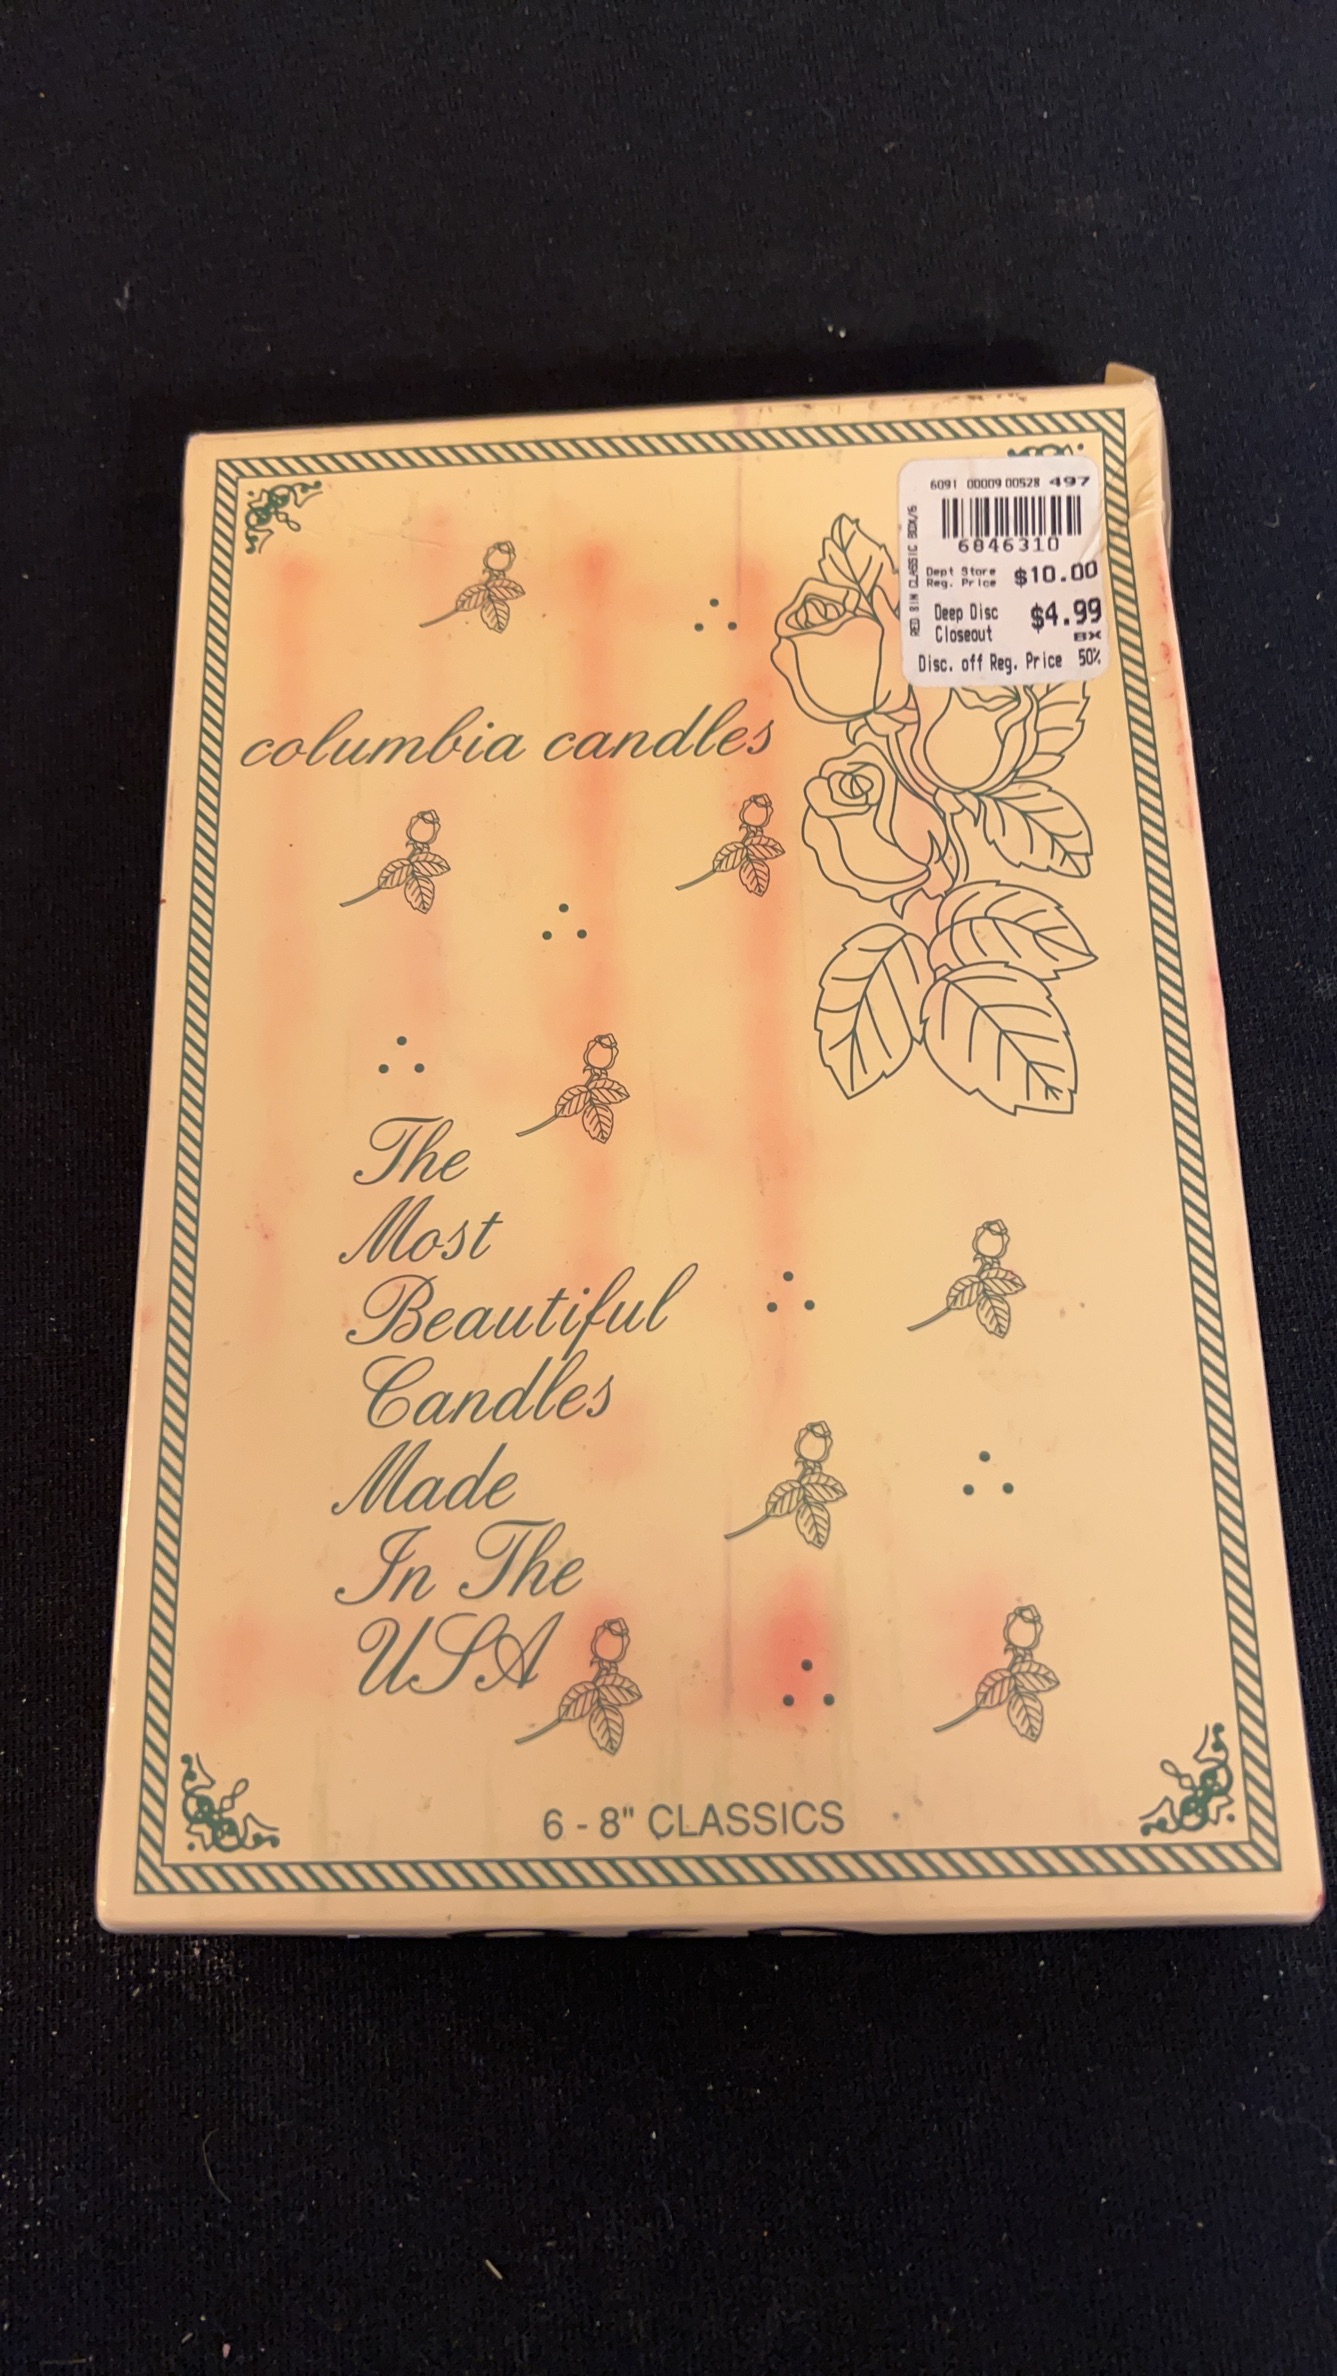 6091 00009 00528 497
RED 8IN CLASSIC BOX/6
6846310
Dept Store
Reg. Price $10.00
Deep Disc
Closeout $4.99
BX
Disc. off Reg. Price 50%
columbia candles
The
Most
Beautiful
Candles
Made
In The
USA
6 - 8" CLASSICS